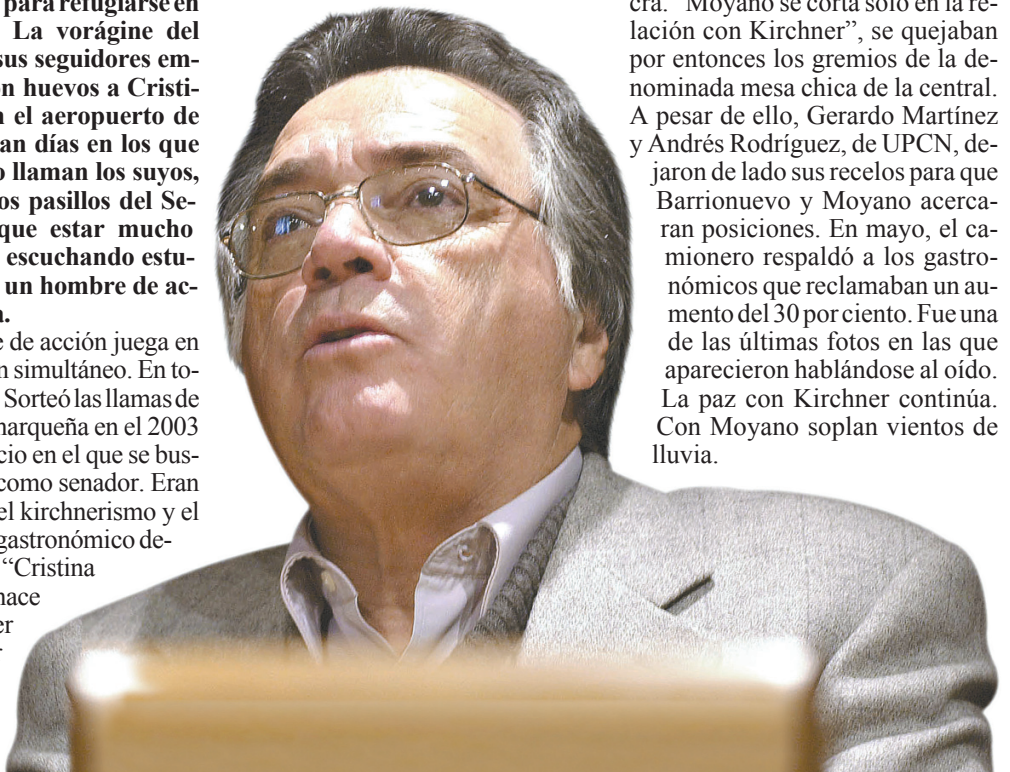 para refugiarse en
La vorágine del
sus seguidores em-
n huevos a Cristi-
el aeropuerto de
an días en los que
o llaman los suyos,
os pasillos del Se-
que estar mucho
escuchando estu-
un hombre de ac-
a.
e de acción juega en
n simultáneo. En to-
Sorteó las llamas de
marqueña en el 2003
cio en el que se bus-
como senador. Eran
el kirchnerismo y el
gastronómico de-
“Cristina
hace
er
cra. “Moyano se corta solo en la re-
lación con Kirchner”, se quejaban
por entonces los gremios de la de-
nominada mesa chica de la central.
A pesar de ello, Gerardo Martínez
y Andrés Rodríguez, de UPCN, de-
jaron de lado sus recelos para que
Barrionuevo y Moyano acerca-
ran posiciones. En mayo, el ca-
mionero respaldó a los gastro-
nómicos que reclamaban un au-
mento del 30 por ciento. Fue una
de las últimas fotos en las que
aparecieron hablándose al oído.
La paz con Kirchner continúa.
Con Moyano soplan vientos de
lluvia.